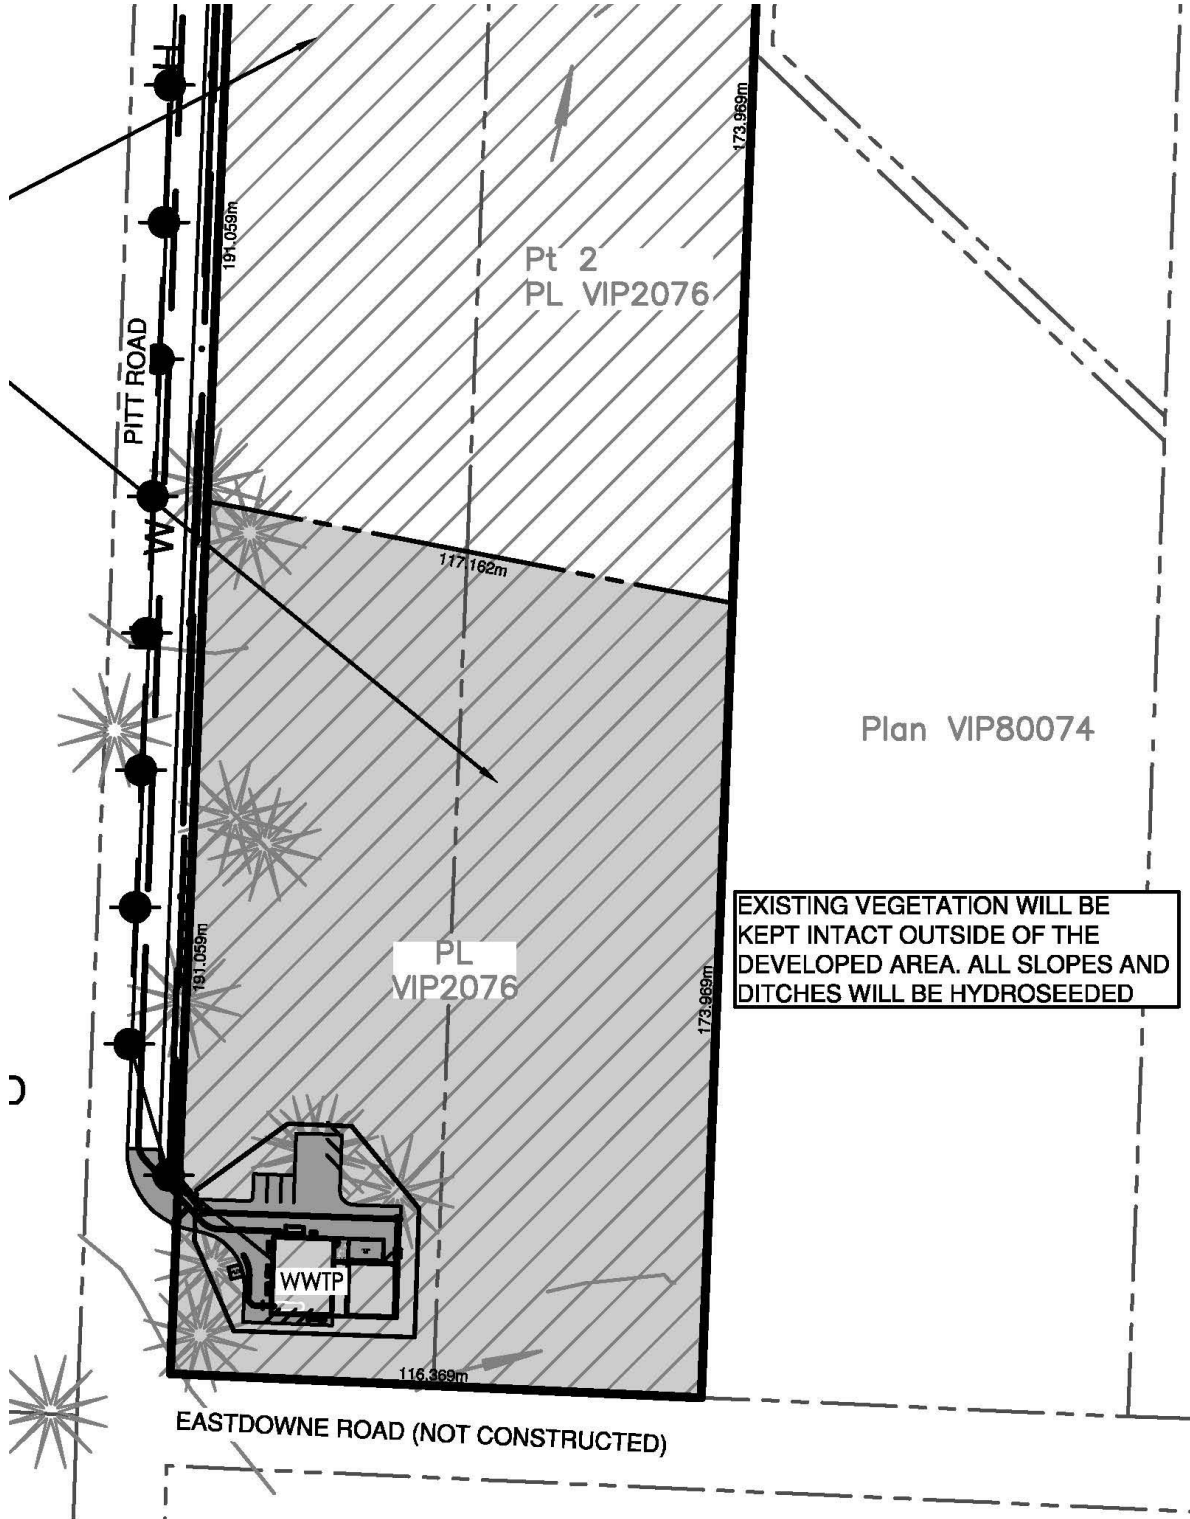 H
173.969m
191.059m
Pt 2
PL VIP2076
PITT ROAD
W
117.162m
Plan VIP80074
EXISTING VEGETATION WILL BE
KEPT INTACT OUTSIDE OF THE
DEVELOPED AREA. ALL SLOPES AND
DITCHES WILL BE HYDROSEEDED
191.059m
PL
VIP2076
173.969m
WWTP
116.369m
EASTDOWNE ROAD (NOT CONSTRUCTED)